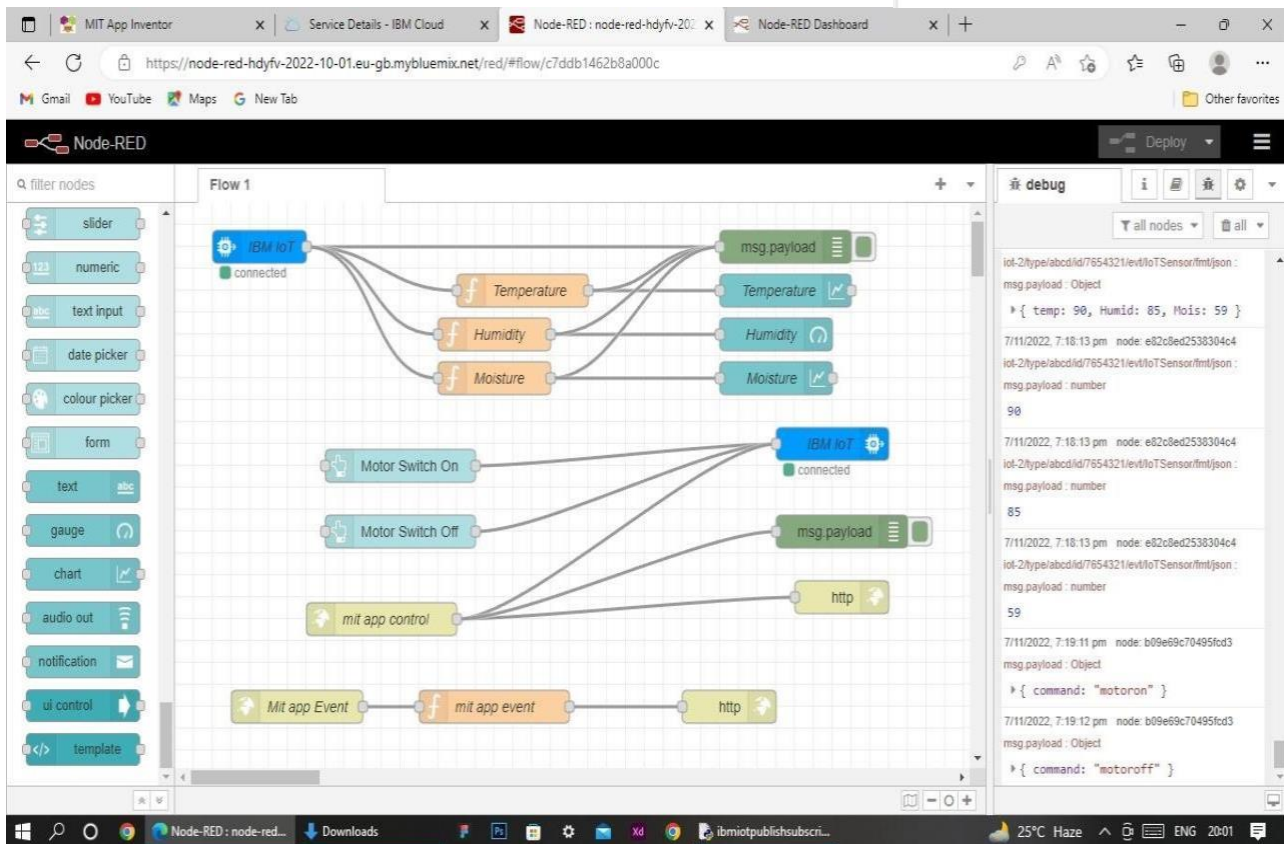 MIT App Inventor
Service Details - IBM Cloud
Node-RED : node-red-hdyfv-202
Node-RED Dashboard
https://node-red-hdyfv-2022-10-01.eu-gb.mybluemix.net/red/#flow/c7ddb1462b8a000c
Gmail YouTube Maps New Tab
Other favorites
Node-RED
Deploy
filter nodes
Flow 1
debug
all nodes
all
slider
numeric
text input
date picker
colour picker
form
text
gauge
chart
audio out
notification
ui control
template
IBM IoT
connected
msg.payload
Temperature
Temperature
Humidity
Humidity
Moisture
Moisture
Motor Switch On
IBM IoT
connected
Motor Switch Off
msg.payload
http
mit app control
Mit app Event
mit app event
http
iot-2/type/abcd/id/7654321/evt/IoTSensor/fmt/json :
msg.payload : Object
{ temp: 90, Humid: 85, Mois: 59 }
7/11/2022, 7:18:13 pm node: e82c8ed2538304c4
iot-2/type/abcd/id/7654321/evt/IoTSensor/fmt/json :
msg.payload : number
90
7/11/2022, 7:18:13 pm node: e82c8ed2538304c4
iot-2/type/abcd/id/7654321/evt/IoTSensor/fmt/json :
msg.payload : number
85
7/11/2022, 7:18:13 pm node: e82c8ed2538304c4
iot-2/type/abcd/id/7654321/evt/IoTSensor/fmt/json :
msg.payload : number
59
7/11/2022, 7:19:11 pm node: b09e69c70495fcd3
msg.payload : Object
{ command: "motoron" }
7/11/2022, 7:19:12 pm node: b09e69c70495fcd3
msg.payload : Object
{ command: "motoroff" }
Node-RED : node-red...
Downloads
Ps
Xd
ibmiotpublishsubscri...
25°C Haze
ENG
20:01